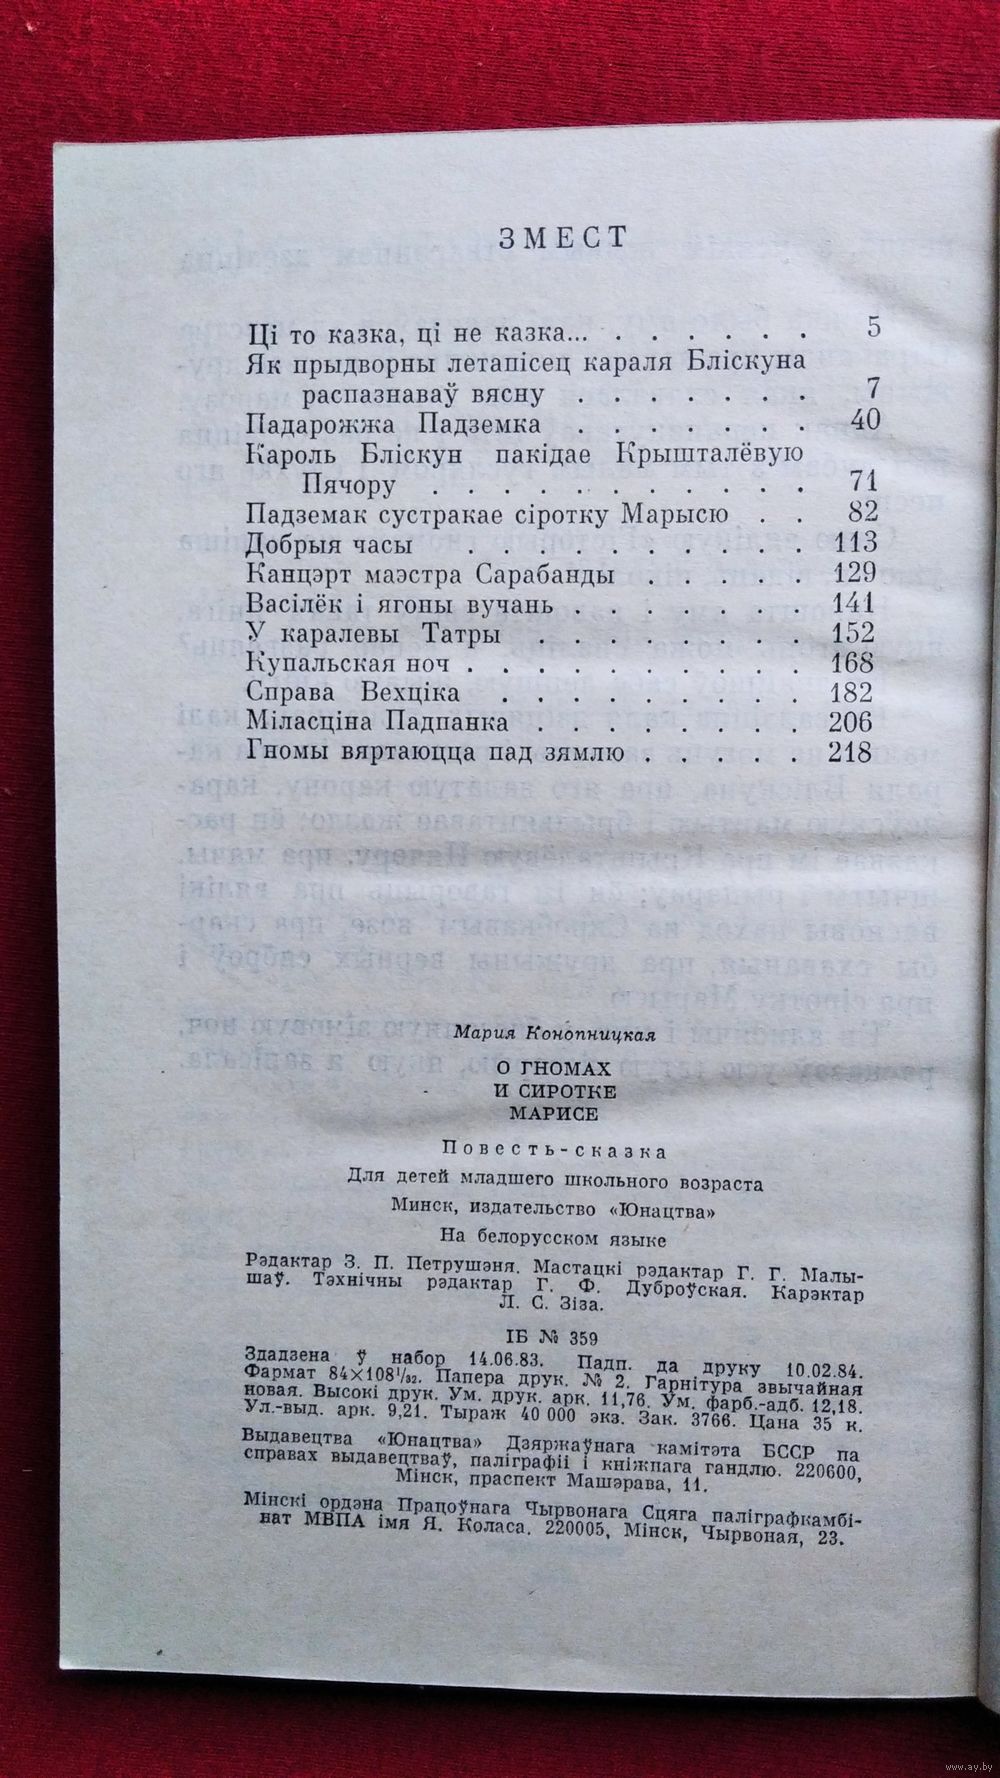 ЗМЕСТ
Ці то казка, ці не казка... . . . . . . . 5
Як прыдворны летапісец караля Бліскуна
распазнаваў вясну . . . . . . . 7
Падарожжа Падземка . . . . . . . 40
Кароль Бліскун пакідае Крышталёвую
Пячору . . . . . . . . . . . 71
Падземак сустракае сіротку Марысю . . 82
Добрыя часы . . . . . . . . . . 113
Канцэрт маэстра Сарабанды . . . . . 129
Васілёк і ягоны вучань . . . . . . 141
У каралевы Татры . . . . . . . . 152
Купальская ноч . . . . . . . . . . 168
Справа Вехціка . . . . . . . . . 182
Міласціна Падпанка . . . . . . . . 206
Гномы вяртаюцца пад зямлю . . . . . 218
Мария Конопницкая
О ГНОМАХ
И СИРОТКЕ
МАРИСЕ
Повесть-сказка
Для детей младшего школьного возраста
Минск, издательство «Юнацтва»
На белорусском языке
Рэдактар З. П. Петрушэня. Мастацкі рэдактар Г. Г. Малы-
шаў. Тэхнічны рэдактар Г. Ф. Дуброўская. Карэктар
Л. С. Зіза.
ІБ № 359
Здадзена ў набор 14.06.83. Падп. да друку 10.02.84.
Фармат 84×108¹/₃₂. Папера друк. № 2. Гарнітура звычайная
новая. Высокі друк. Ум. друк. арк. 11,76. Ум. фарб.-адб. 12,18.
Ул.-выд. арк. 9,21. Тыраж 40 000 экз. Зак. 3766. Цана 35 к.
Выдавецтва «Юнацтва» Дзяржаўнага камітэта БССР па
справах выдавецтваў, паліграфіі і кніжнага гандлю. 220600,
Мінск, праспект Машэрава, 11.
Мінскі ордэна Працоўнага Чырвонага Сцяга паліграфкамбі-
нат МВПА імя Я. Коласа. 220005, Мінск, Чырвоная, 23.
www.ay.by